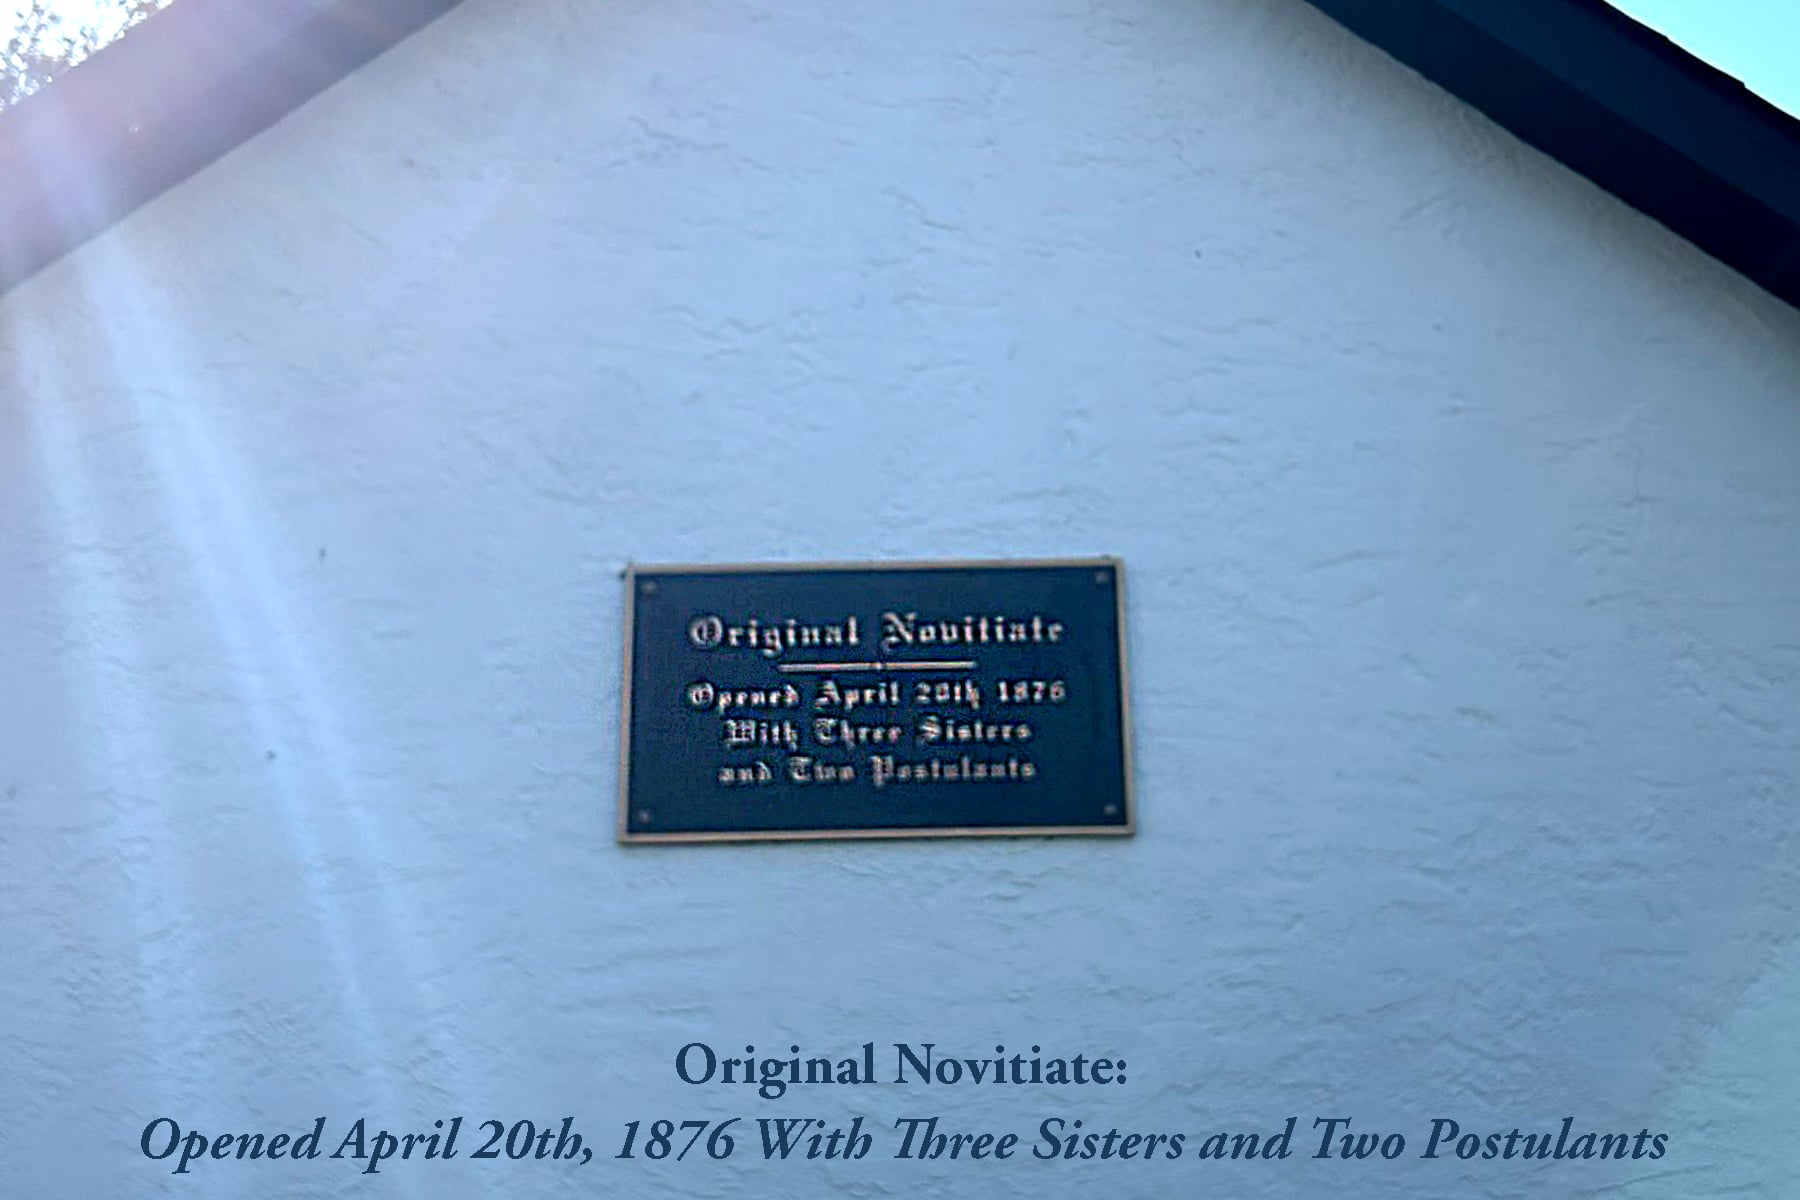 Original Novitiate
Opened April 20th 1876
With Three Sisters
and Two Postulants
Original Novitiate:
Opened April 20th, 1876 With Three Sisters and Two Postulants